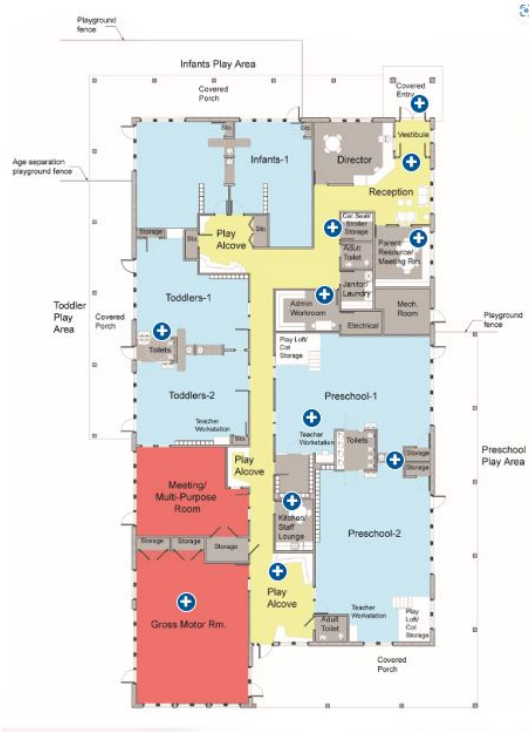 Playground
fence
Infants Play Area
Covered
Porch
Covered
Entry
Sto.
Sto.
Vestibule
Infants-1
Director
Age separation
playground fence
Reception
Car Seat/
Stroller
Storage
Play
Alcove
Sto.
Storage
Sto.
Adult
Toilet
Parent
Resource/
Meeting Rm.
Toddlers-1
Janitor/
Laundry
Toddler
Play
Area
Covered
Porch
Admin
Workroom
Mech.
Room
Electrical
Playground
fence
Toilets
Play Loft/
Cot
Storage
Toddlers-2
Preschool-1
Teacher
Workstation
Teacher
Workstation
Toilets
Sto.
Preschool
Play Area
Play
Alcove
Storage
Storage
Meeting/
Multi-Purpose
Room
Kitchen/
Staff
Lounge
Preschool-2
Storage
Storage
Storage
Play
Alcove
Teacher
Workstation
Play
Loft/
Cot
Storage
Gross Motor Rm.
Adult
Toilet
Covered
Porch